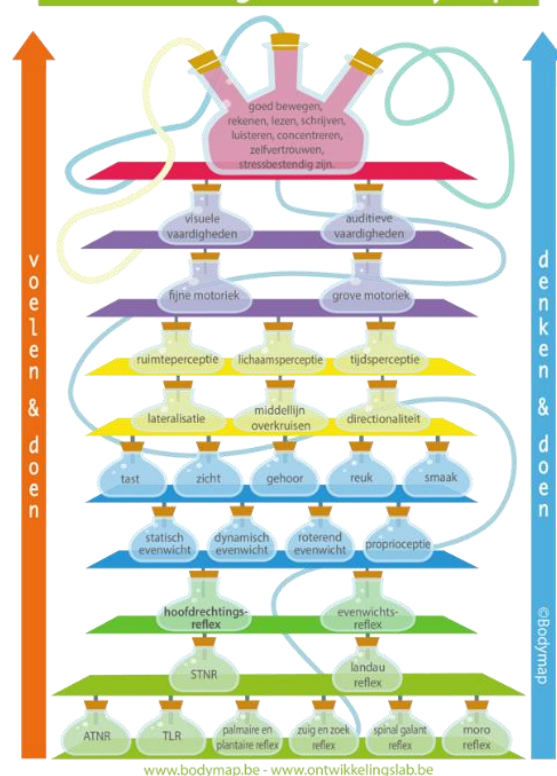 goed bewegen,
rekenen, lezen, schrijven,
luisteren, concentreren,
zelfvertrouwen,
stressbestendig zijn.
visuele
vaardigheden
auditieve
vaardigheden
fijne motoriek
grove motoriek
ruimteperceptie
lichaamsperceptie
tijdsperceptie
lateralisatie
middellijn
overkruisen
directionaliteit
tast
zicht
gehoor
reuk
smaak
statisch
evenwicht
dynamisch
evenwicht
roterend
evenwicht
proprioceptie
hoofdrechtings-
reflex
evenwichts-
reflex
STNR
landau
reflex
ATNR
TLR
palmaire en
plantaire reflex
zuig en zoek
reflex
spinal galant
reflex
moro
reflex
voelen & doen
denken & doen
©Bodymap
www.bodymap.be - www.ontwikkelingslab.be